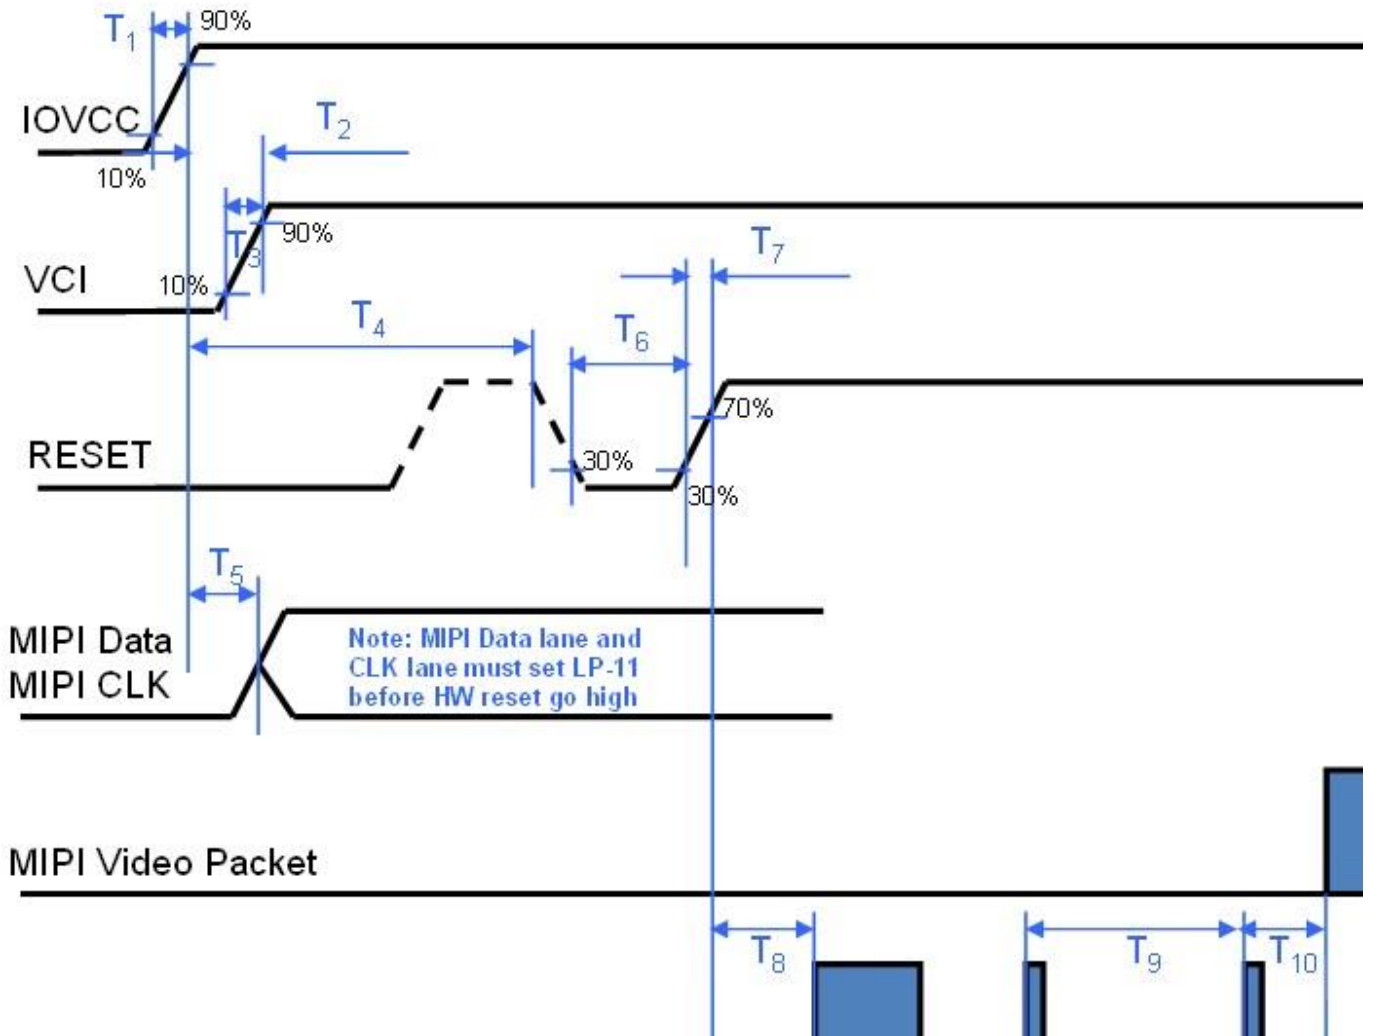 T1
90%
IOVCC
T2
10%
T3
90%
VCI
10%
T7
T4
T6
70%
RESET
30%
30%
T5
MIPI Data
MIPI CLK
Note: MIPI Data lane and
CLK lane must set LP-11
before HW reset go high
MIPI Video Packet
T8
T9
T10